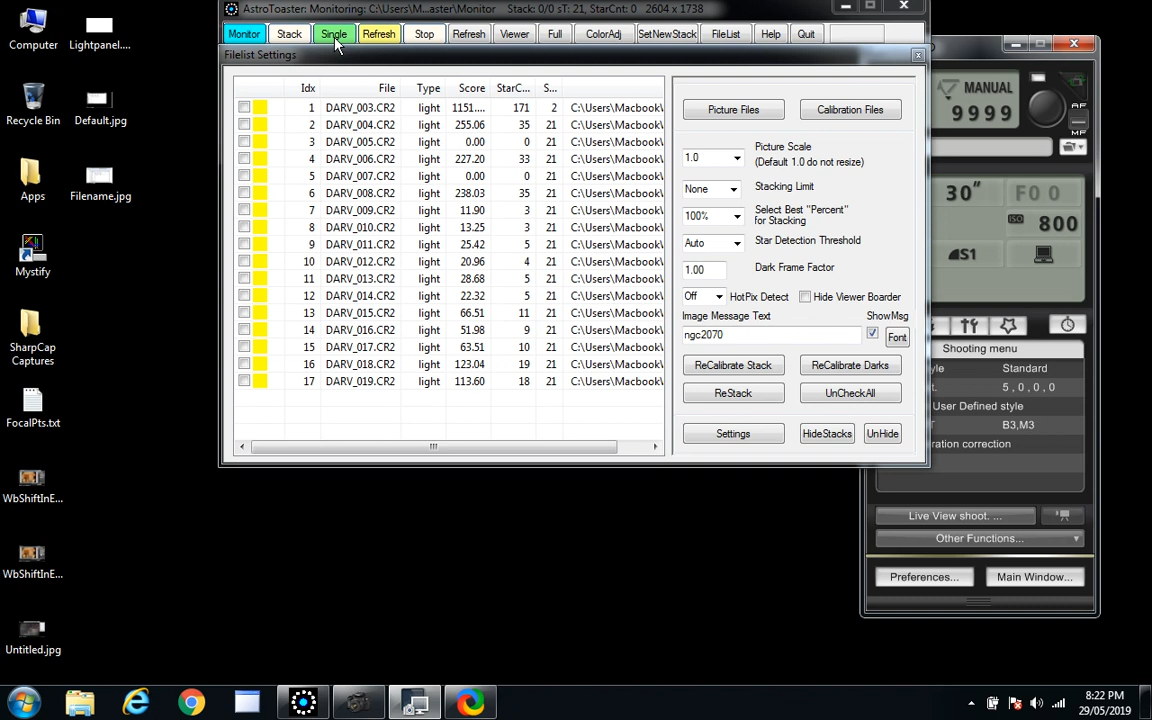 AstroToaster: Monitoring: C:\Users\M...aster\Monitor Stack: 0/0 sT: 21, StarCnt: 0 2604 x 1738
Monitor Stack Single Refresh Stop Refresh Viewer Full ColorAdj SetNewStack FileList Help Quit
Filelist Settings
Idx File Type Score StarC... S...
1 DARV_003.CR2 light 1151.... 171 2 C:\Users\Macbook\
2 DARV_004.CR2 light 255.06 35 21 C:\Users\Macbook\
3 DARV_005.CR2 light 0.00 0 21 C:\Users\Macbook\
4 DARV_006.CR2 light 227.20 33 21 C:\Users\Macbook\
5 DARV_007.CR2 light 0.00 0 21 C:\Users\Macbook\
6 DARV_008.CR2 light 238.03 35 21 C:\Users\Macbook\
7 DARV_009.CR2 light 11.90 3 21 C:\Users\Macbook\
8 DARV_010.CR2 light 13.25 3 21 C:\Users\Macbook\
9 DARV_011.CR2 light 25.42 5 21 C:\Users\Macbook\
10 DARV_012.CR2 light 20.96 4 21 C:\Users\Macbook\
11 DARV_013.CR2 light 28.68 5 21 C:\Users\Macbook\
12 DARV_014.CR2 light 22.32 5 21 C:\Users\Macbook\
13 DARV_015.CR2 light 66.51 11 21 C:\Users\Macbook\
14 DARV_016.CR2 light 51.98 9 21 C:\Users\Macbook\
15 DARV_017.CR2 light 63.51 10 21 C:\Users\Macbook\
16 DARV_018.CR2 light 123.04 19 21 C:\Users\Macbook\
17 DARV_019.CR2 light 113.60 18 21 C:\Users\Macbook\
Picture Files Calibration Files
1.0 Picture Scale
(Default 1.0 do not resize)
None Stacking Limit
100% Select Best "Percent"
for Stacking
Auto Star Detection Threshold
1.00 Dark Frame Factor
Off HotPix Detect Hide Viewer Boarder
Image Message Text ShowMsg
ngc2070 Font
ReCalibrate Stack ReCalibrate Darks
ReStack UnCheckAll
Settings HideStacks UnHide
MANUAL
9999
AF
MF
30" F0 0
ISO 800
S1
Shooting menu
yle Standard
t. 5 , 0 , 0 , 0
User Defined style
T B3,M3
ration correction
Live View shoot. ...
Other Functions...
Preferences... Main Window...
Computer
Lightpanel....
Recycle Bin
Default.jpg
Apps
Filename.jpg
Mystify
SharpCap
Captures
FocalPts.txt
WbShiftInE...
WbShiftInE...
Untitled.jpg
8:22 PM
29/05/2019